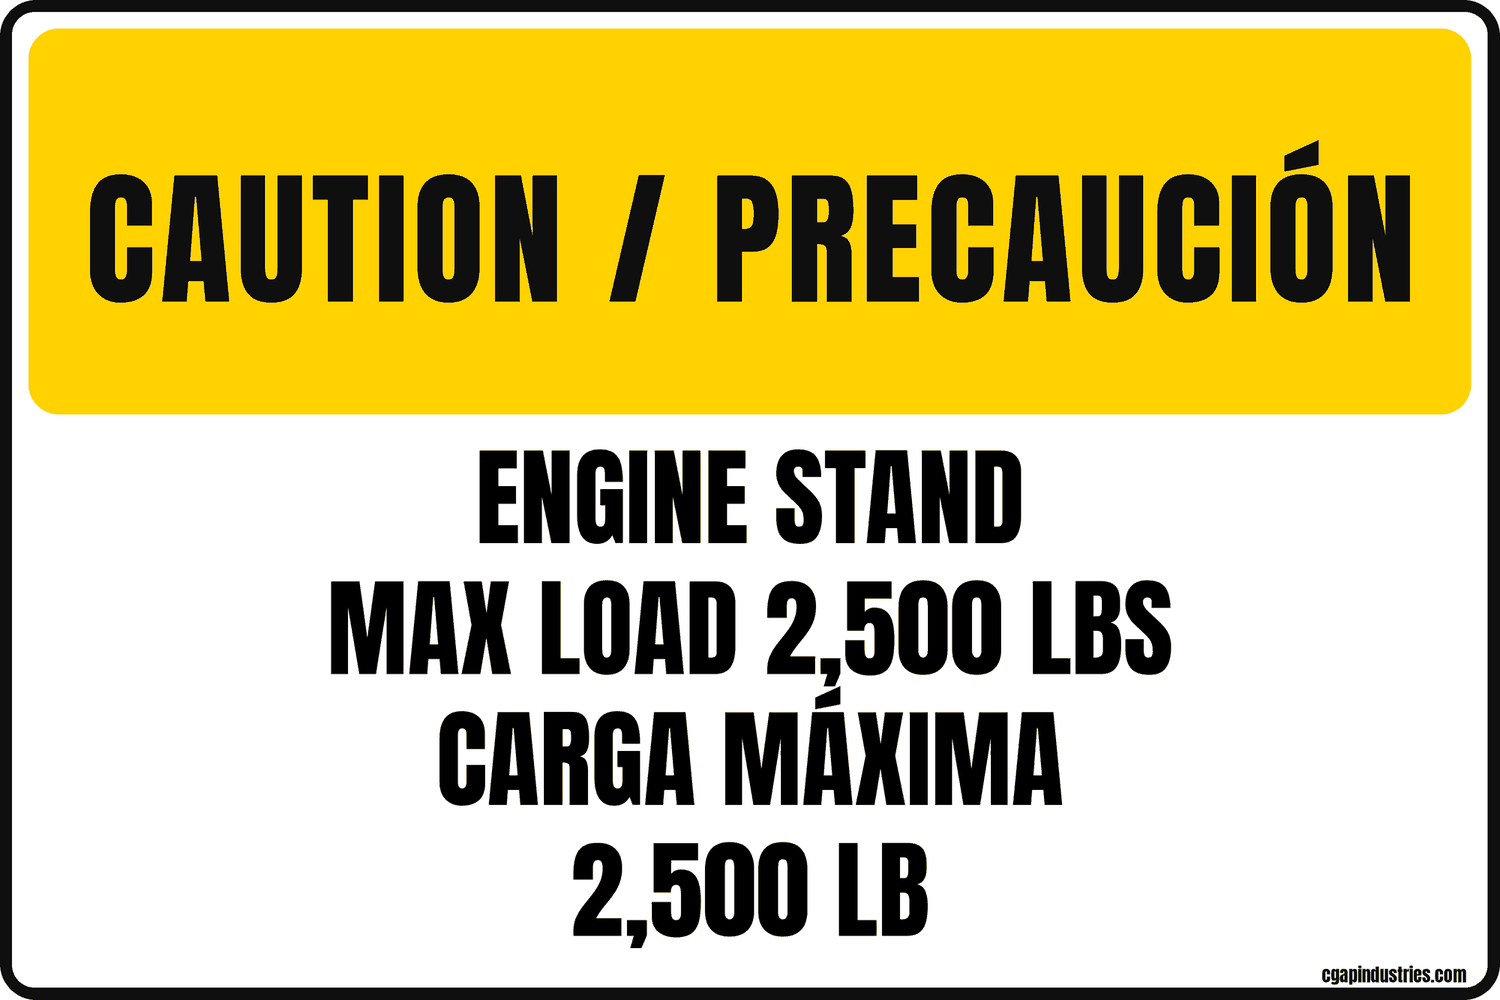 CAUTION / PRECAUCIÓN
ENGINE STAND
MAX LOAD 2,500 LBS
CARGA MÁXIMA
2,500 LB
cgapindustries.com